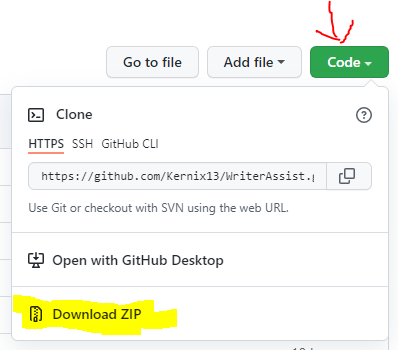 Go to file Add file Code
Clone
HTTPS SSH GitHub CLI
https://github.com/Kernix13/WriterAssist.g
Use Git or checkout with SVN using the web URL.
Open with GitHub Desktop
Download ZIP